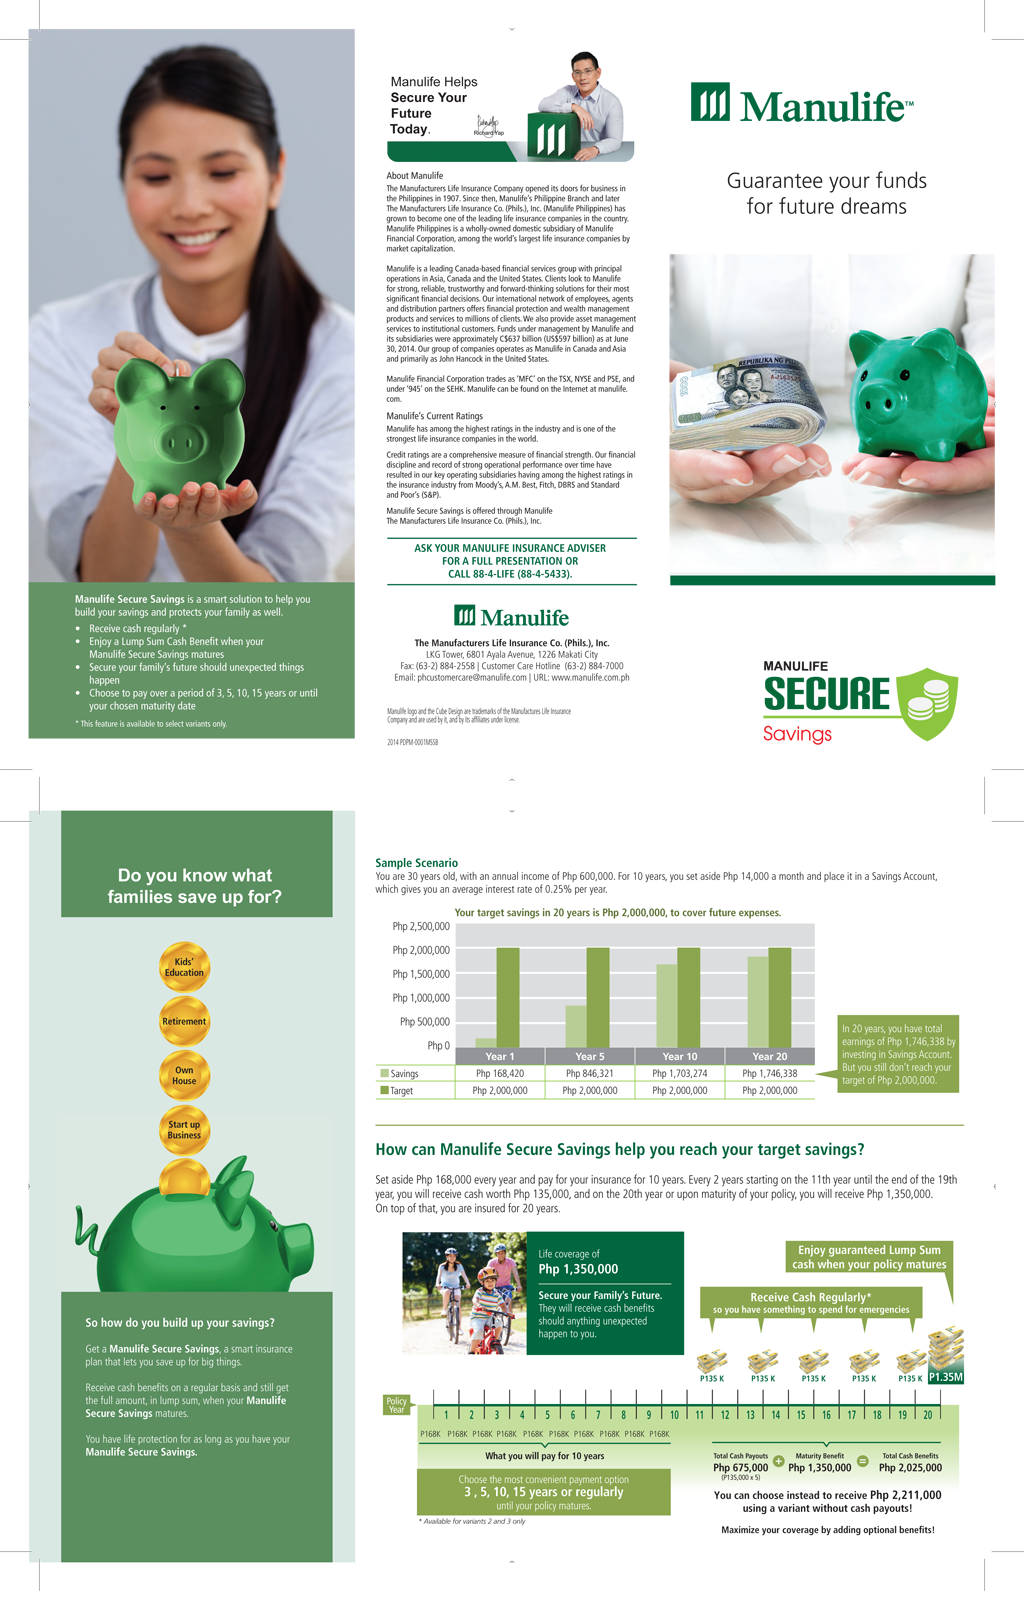 Manulife Secure Savings is a smart solution to help you
build your savings and protects your family as well.
• Receive cash regularly *
• Enjoy a Lump Sum Cash Benefit when your
Manulife Secure Savings matures
• Secure your family's future should unexpected things
happen
• Choose to pay over a period of 3, 5, 10, 15 years or until
your chosen maturity date
* This feature is available to select variants only.
Manulife Helps
Secure Your
Future
Today.
Richard Yap
About Manulife
The Manufacturers Life Insurance Company opened its doors for business in
the Philippines in 1907. Since then, Manulife's Philippine Branch and later
The Manufacturers Life Insurance Co. (Phils.), Inc. (Manulife Philippines) has
grown to become one of the leading life insurance companies in the country.
Manulife Philippines is a wholly-owned domestic subsidiary of Manulife
Financial Corporation, among the world's largest life insurance companies by
market capitalization.
Manulife is a leading Canada-based financial services group with principal
operations in Asia, Canada and the United States. Clients look to Manulife
for strong, reliable, trustworthy and forward-thinking solutions for their most
significant financial decisions. Our international network of employees, agents
and distribution partners offers financial protection and wealth management
products and services to millions of clients. We also provide asset management
services to institutional customers. Funds under management by Manulife and
its subsidiaries were approximately C$637 billion (US$597 billion) as at June
30, 2014. Our group of companies operates as Manulife in Canada and Asia
and primarily as John Hancock in the United States.
Manulife Financial Corporation trades as 'MFC' on the TSX, NYSE and PSE, and
under '945' on the SEHK. Manulife can be found on the Internet at manulife.
com.
Manulife's Current Ratings
Manulife has among the highest ratings in the industry and is one of the
strongest life insurance companies in the world.
Credit ratings are a comprehensive measure of financial strength. Our financial
discipline and record of strong operational performance over time have
resulted in our key operating subsidiaries having among the highest ratings in
the insurance industry from Moody's, A.M. Best, Fitch, DBRS and Standard
and Poor's (S&P).
Manulife Secure Savings is offered through Manulife
The Manufacturers Life Insurance Co. (Phils.), Inc.
ASK YOUR MANULIFE INSURANCE ADVISER
FOR A FULL PRESENTATION OR
CALL 88-4-LIFE (88-4-5433).
Manulife
The Manufacturers Life Insurance Co. (Phils.), Inc.
LKG Tower, 6801 Ayala Avenue, 1226 Makati City
Fax: (63-2) 884-2558 | Customer Care Hotline (63-2) 884-7000
Email: phcustomercare@manulife.com | URL: www.manulife.com.ph
Manulife logo and the Cube Design are trademarks of the Manufactures Life Insurance
Company and are used by it, and by its affiliates under license.
2014 PDPM-0001MSSB
Manulife™
Guarantee your funds
for future dreams
REPUBLIKA NG
MANULIFE
SECURE
Savings
Do you know what
families save up for?
Kids'
Education
Retirement
Own
House
Start up
Business
So how do you build up your savings?
Get a Manulife Secure Savings, a smart insurance
plan that lets you save up for big things.
Receive cash benefits on a regular basis and still get
the full amount, in lump sum, when your Manulife
Secure Savings matures.
You have life protection for as long as you have your
Manulife Secure Savings.
Sample Scenario
You are 30 years old, with an annual income of Php 600,000. For 10 years, you set aside Php 14,000 a month and place it in a Savings Account,
which gives you an average interest rate of 0.25% per year.
Your target savings in 20 years is Php 2,000,000, to cover future expenses.
Php 2,500,000
Php 2,000,000
Php 1,500,000
Php 1,000,000
Php 500,000
Php 0
Year 1 Year 5 Year 10 Year 20
Savings Php 168,420 Php 846,321 Php 1,703,274 Php 1,746,338
Target Php 2,000,000 Php 2,000,000 Php 2,000,000 Php 2,000,000
In 20 years, you have total
earnings of Php 1,746,338 by
investing in Savings Account.
But you still don't reach your
target of Php 2,000,000.
How can Manulife Secure Savings help you reach your target savings?
Set aside Php 168,000 every year and pay for your insurance for 10 years. Every 2 years starting on the 11th year until the end of the 19th
year, you will receive cash worth Php 135,000, and on the 20th year or upon maturity of your policy, you will receive Php 1,350,000.
On top of that, you are insured for 20 years.
Life coverage of
Php 1,350,000
Secure your Family's Future.
They will receive cash benefits
should anything unexpected
happen to you.
Enjoy guaranteed Lump Sum
cash when your policy matures
Receive Cash Regularly*
so you have something to spend for emergencies
P135 K P135 K P135 K P135 K P135 K P1.35M
Policy
Year
1 2 3 4 5 6 7 8 9 10 11 12 13 14 15 16 17 18 19 20
P168K P168K P168K P168K P168K P168K P168K P168K P168K P168K
What you will pay for 10 years
Choose the most convenient payment option
3 , 5, 10, 15 years or regularly
until your policy matures.
* Available for variants 2 and 3 only
Total Cash Payouts Maturity Benefit Total Cash Benefits
Php 675,000 + Php 1,350,000 = Php 2,025,000
(P135,000 x 5)
You can choose instead to receive Php 2,211,000
using a variant without cash payouts!
Maximize your coverage by adding optional benefits!